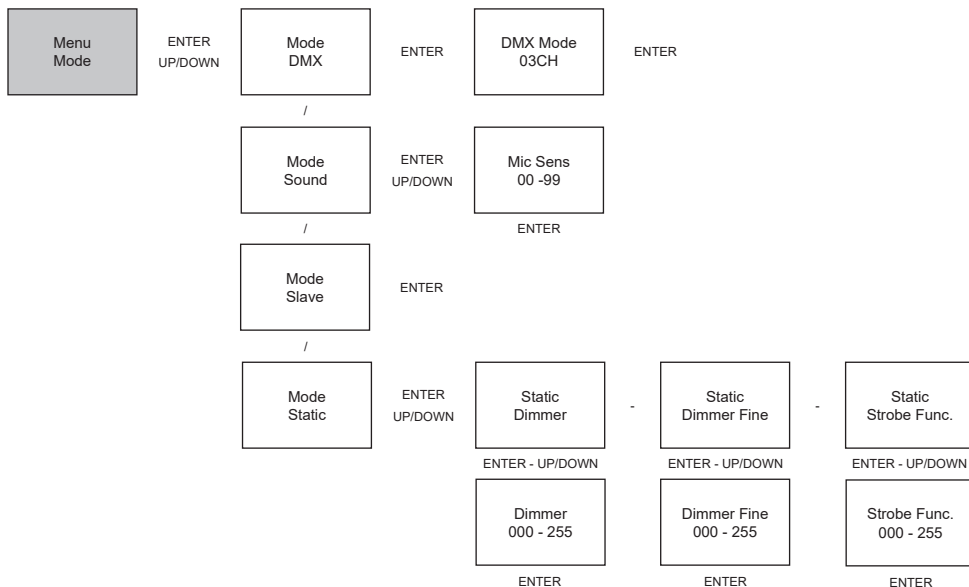 Menu
Mode
ENTER
UP/DOWN
Mode
DMX
ENTER
DMX Mode
03CH
ENTER
/
Mode
Sound
ENTER
UP/DOWN
Mic Sens
00 -99
ENTER
/
Mode
Slave
ENTER
/
Mode
Static
ENTER
UP/DOWN
Static
Dimmer
-
Static
Dimmer Fine
-
Static
Strobe Func.
ENTER - UP/DOWN
ENTER - UP/DOWN
ENTER - UP/DOWN
Dimmer
000 - 255
Dimmer Fine
000 - 255
Strobe Func.
000 - 255
ENTER
ENTER
ENTER